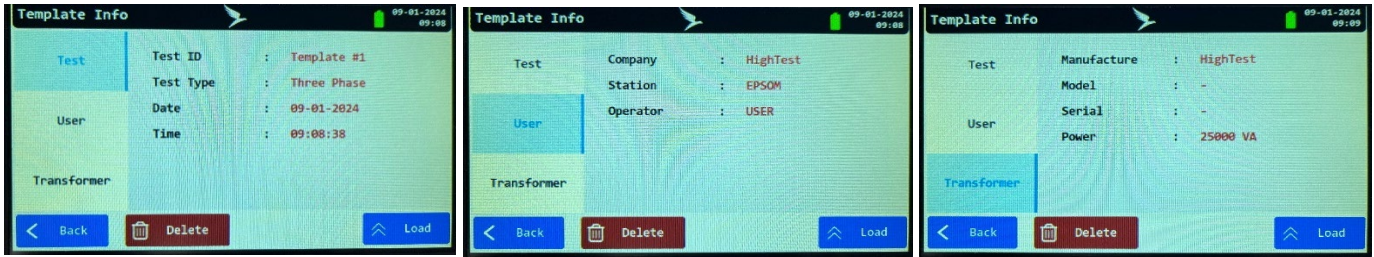 Template Info
09-01-2024
09:08
Test
User
Transformer
Test ID : Template #1
Test Type : Three Phase
Date : 09-01-2024
Time : 09:08:38
Back
Delete
Load
Template Info
09-01-2024
09:08
Test
User
Transformer
Company : HighTest
Station : EPSOM
Operator : USER
Back
Delete
Load
Template Info
09-01-2024
09:09
Test
User
Transformer
Manufacture : HighTest
Model : -
Serial : -
Power : 25000 VA
Back
Delete
Load